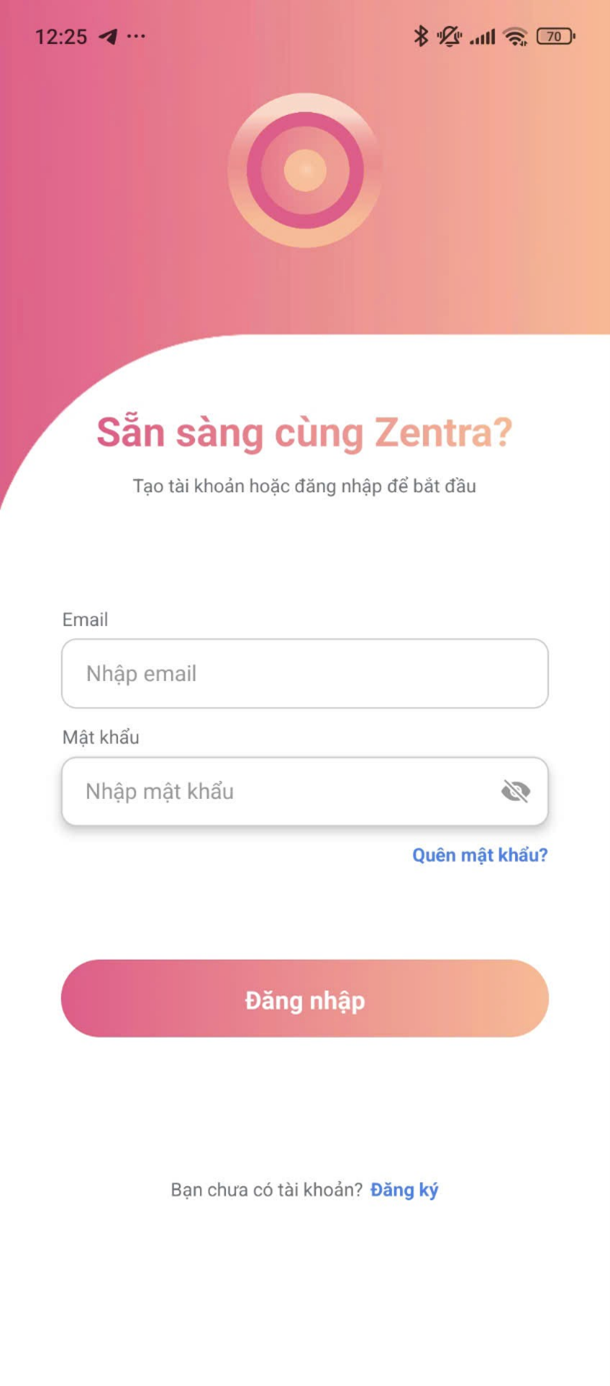 12:25
70
Sẵn sàng cùng Zentra?
Tạo tài khoản hoặc đăng nhập để bắt đầu
Email
Nhập email
Mật khẩu
Nhập mật khẩu
Quên mật khẩu?
Đăng nhập
Bạn chưa có tài khoản? Đăng ký